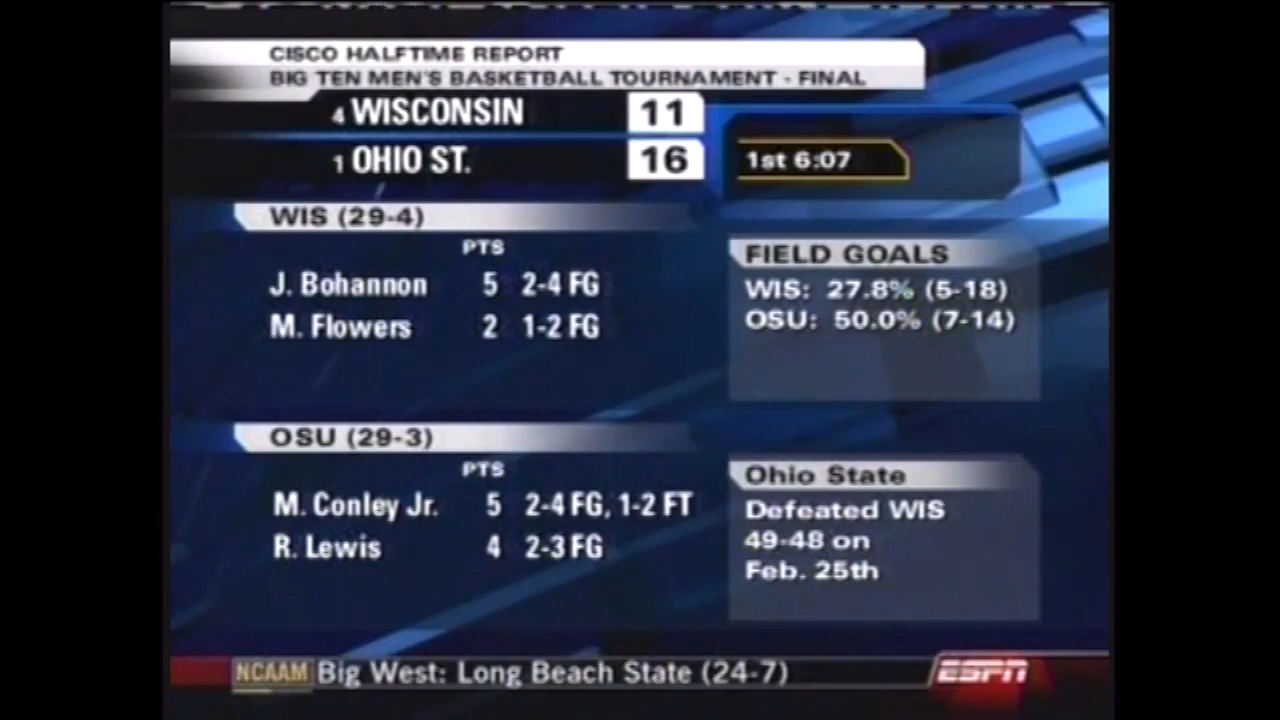 CISCO HALFTIME REPORT
BIG TEN MEN'S BASKETBALL TOURNAMENT - FINAL
4 WISCONSIN 11
1 OHIO ST. 16
1st 6:07
WIS (29-4)
PTS
J. Bohannon 5 2-4 FG
M. Flowers 2 1-2 FG
FIELD GOALS
WIS: 27.8% (5-18)
OSU: 50.0% (7-14)
OSU (29-3)
PTS
M. Conley Jr. 5 2-4 FG, 1-2 FT
R. Lewis 4 2-3 FG
Ohio State
Defeated WIS
49-48 on
Feb. 25th
NCAAM Big West: Long Beach State (24-7) ESPN